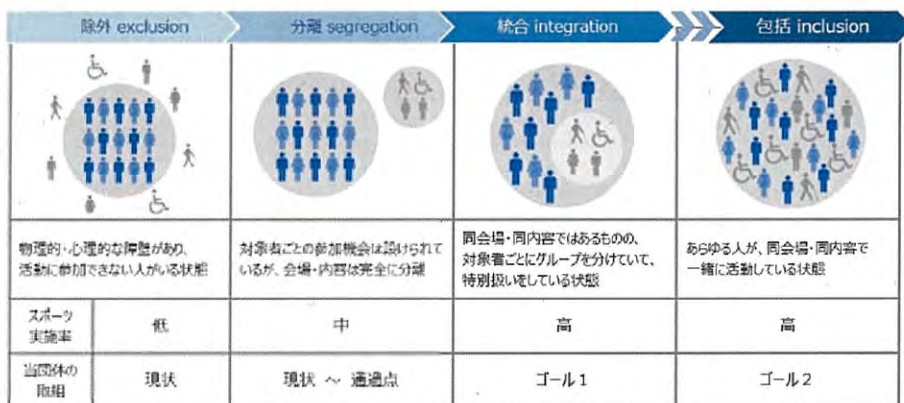 除外 exclusion
分離 segregation
統合 integration
包括 inclusion
物理的・心理的な障壁があり、
活動に参加できない人がいる状態
対象者ごとの参加機会は設けられて
いるが、会場・内容は完全に分離
同会場・同内容ではあるものの、
対象者ごとにグループを分けていて、
特別扱いをしている状態
あらゆる人が、同会場・同内容で
一緒に活動している状態
スポーツ
実施率
低
中
高
高
当団体の
取組
現状
現状 ～ 通過点
ゴール1
ゴール2